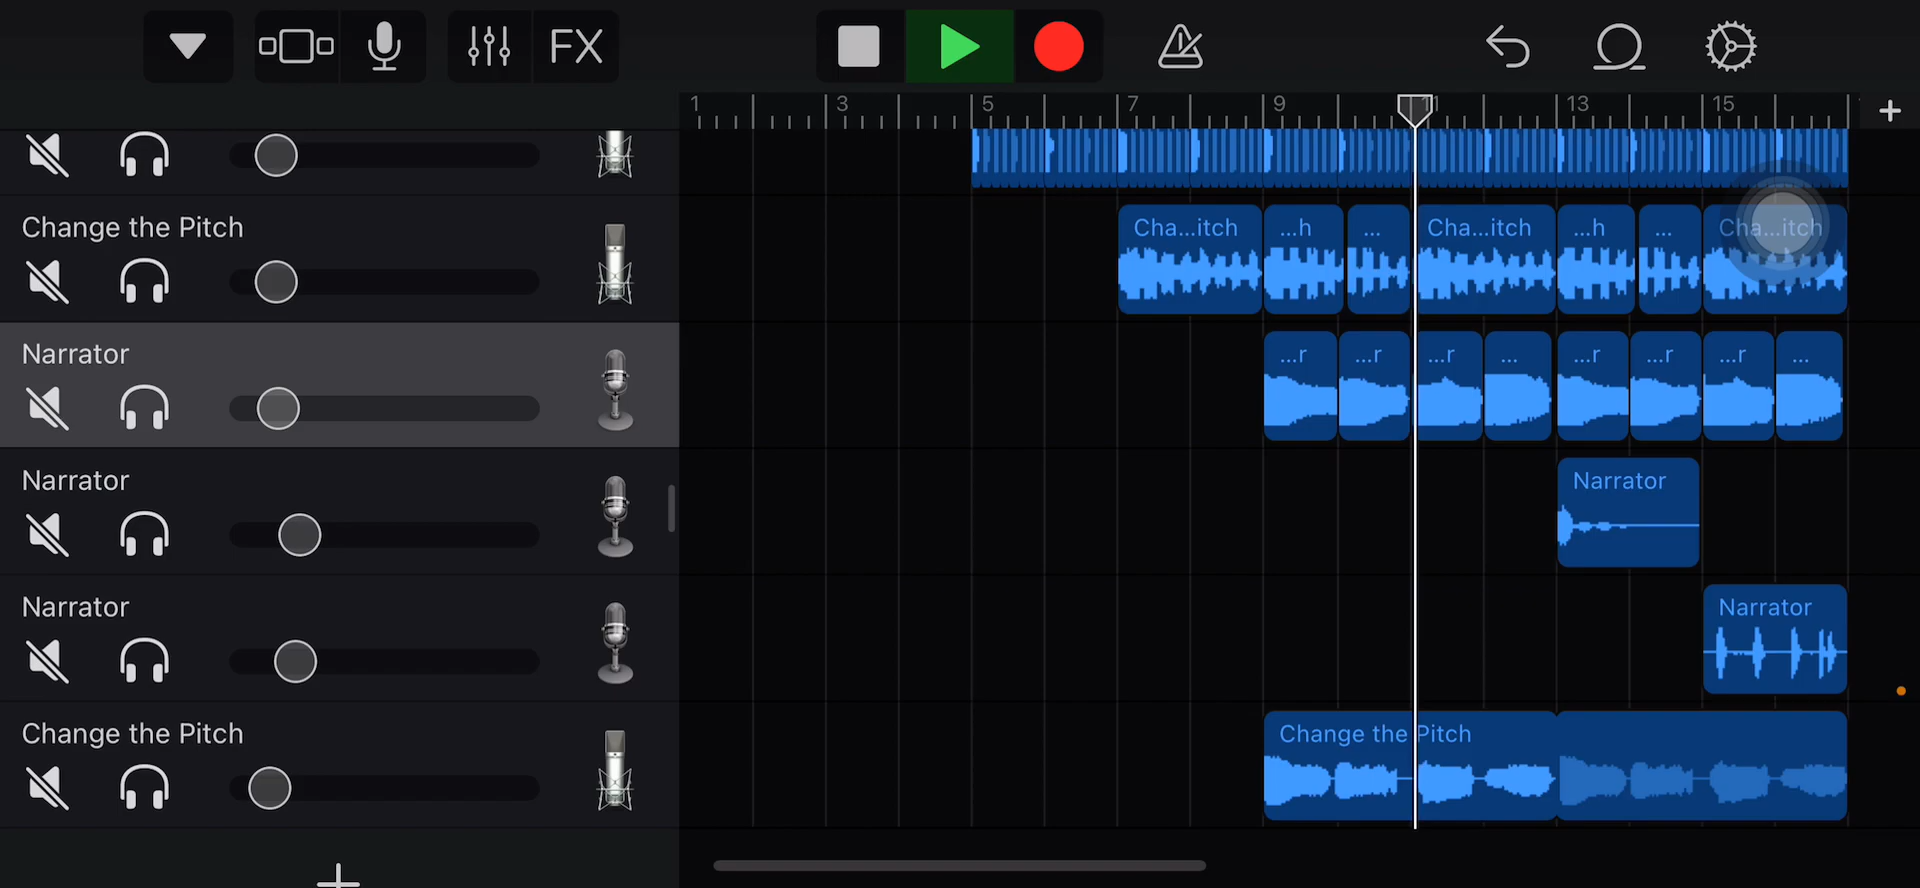 FX
1 3 5 7 9 11 13 15
Change the Pitch
Cha...itch ...h ... Cha...itch ...h ... Cha...itch
Narrator
...r ...r ...r ... ...r ...r ...r ...
Narrator
Narrator
Narrator
Narrator
Change the Pitch
Change the Pitch